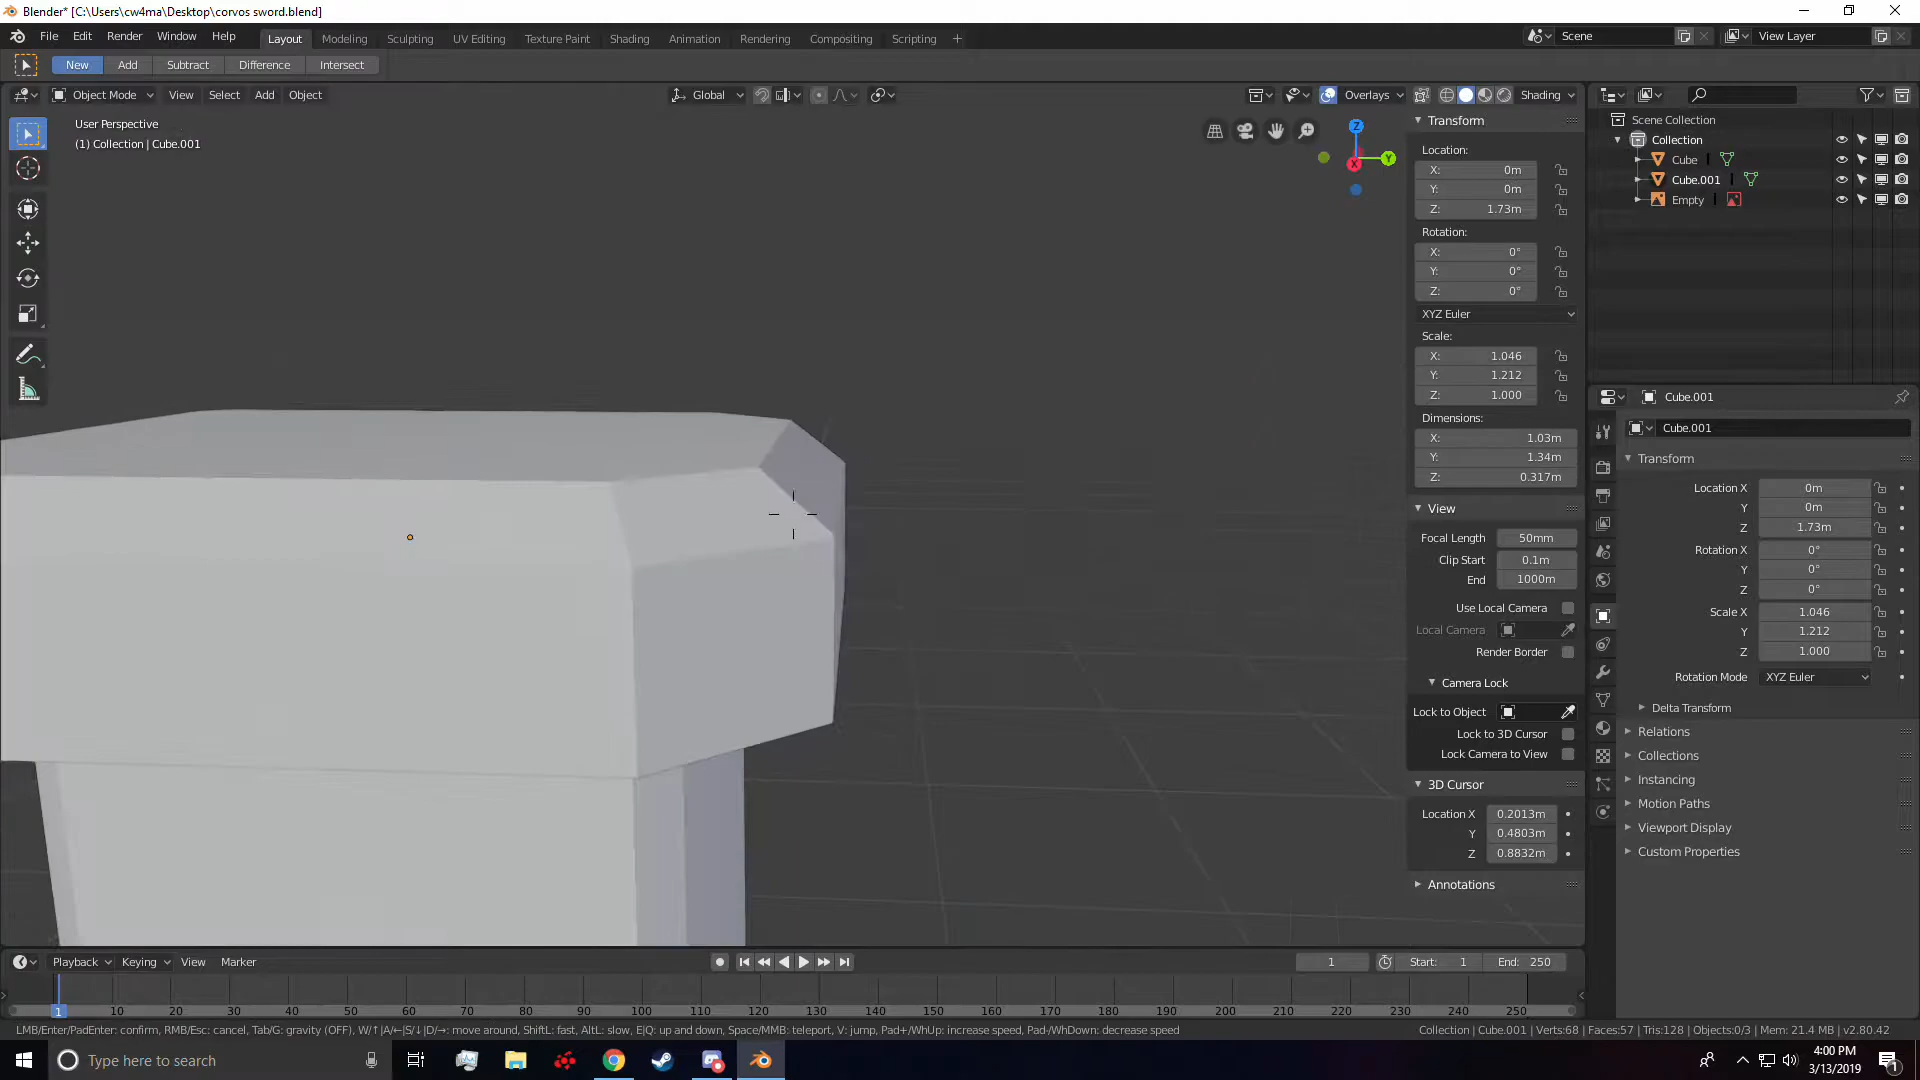 Blender* [C:\Users\cw4ma\Desktop\corvos sword.blend]
File Edit Render Window Help Layout Modeling Sculpting UV Editing Texture Paint Shading Animation Rendering Compositing Scripting + Scene View Layer
New Add Subtract Difference Intersect
Object Mode View Select Add Object Global Overlays Shading
User Perspective
(1) Collection | Cube.001
Z
Y
X
Transform
Location:
X: 0m
Y: 0m
Z: 1.73m
Rotation:
X: 0°
Y: 0°
Z: 0°
XYZ Euler
Scale:
X: 1.046
Y: 1.212
Z: 1.000
Dimensions:
X: 1.03m
Y: 1.34m
Z: 0.317m
View
Focal Length 50mm
Clip Start 0.1m
End 1000m
Use Local Camera
Local Camera
Render Border
Camera Lock
Lock to Object
Lock to 3D Cursor
Lock Camera to View
3D Cursor
Location X 0.2013m
Y 0.4803m
Z 0.8832m
Annotations
Scene Collection
Collection
Cube
Cube.001
Empty
Cube.001
Cube.001
Transform
Location X 0m
Y 0m
Z 1.73m
Rotation X 0°
Y 0°
Z 0°
Scale X 1.046
Y 1.212
Z 1.000
Rotation Mode XYZ Euler
Delta Transform
Relations
Collections
Instancing
Motion Paths
Viewport Display
Custom Properties
Playback Keying View Marker 1 Start: 1 End: 250
1 10 20 30 40 50 60 70 80 90 100 110 120 130 140 150 160 170 180 190 200 210 220 230 240 250
LMB/Enter/PadEnter: confirm, RMB/Esc: cancel, Tab/G: gravity (OFF), W/↑|A/←|S/↓|D/→: move around, ShiftL: fast, AltL: slow, E|Q: up and down, Space/MMB: teleport, V: jump, Pad+/WhUp: increase speed, Pad-/WhDown: decrease speed
Collection | Cube.001 | Verts:68 | Faces:57 | Tris:128 | Objects:0/3 | Mem: 21.4 MB | v2.80.42
Type here to search
4:00 PM
3/13/2019
1